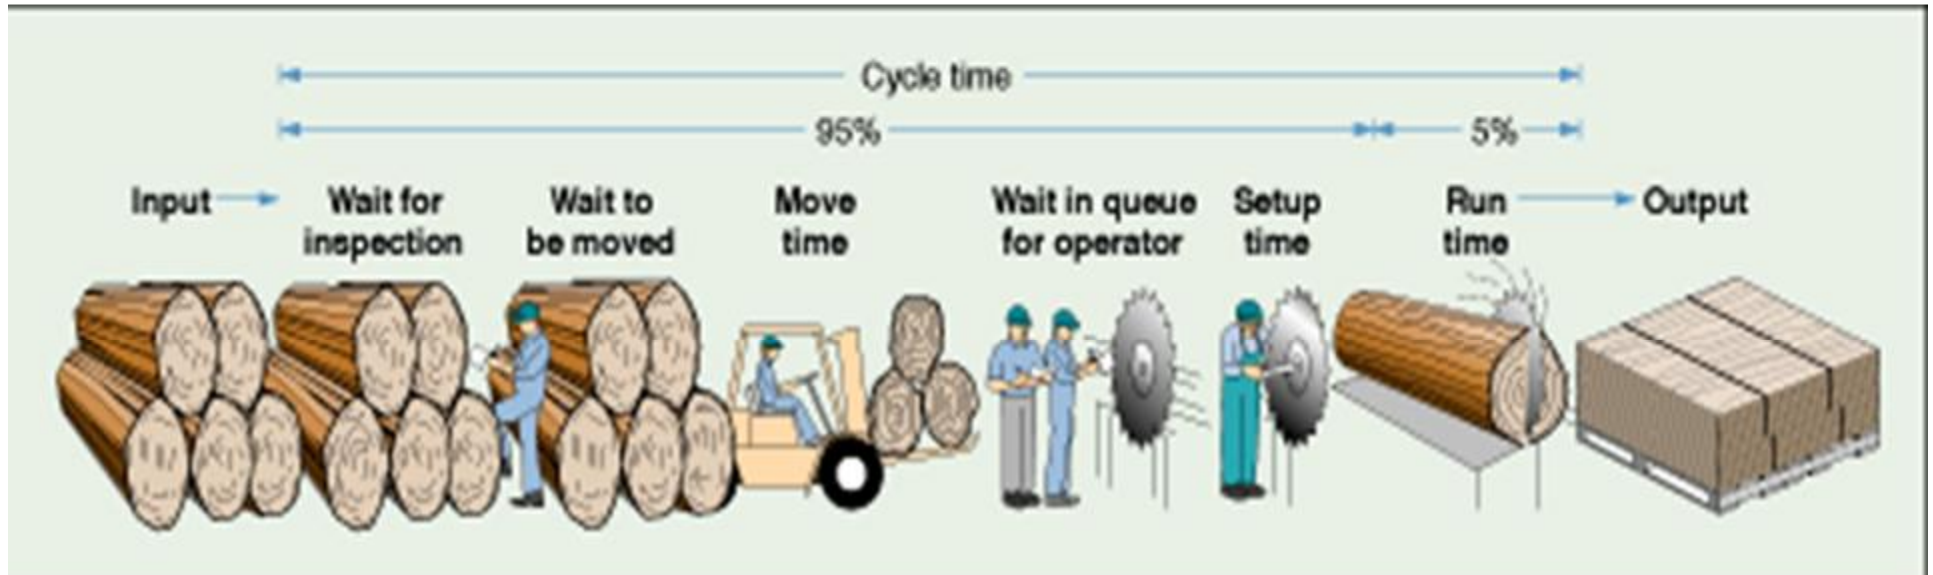 Cycle time
95%
5%
Input
Wait for
inspection
Wait to
be moved
Move
time
Wait in queue
for operator
Setup
time
Run
time
Output